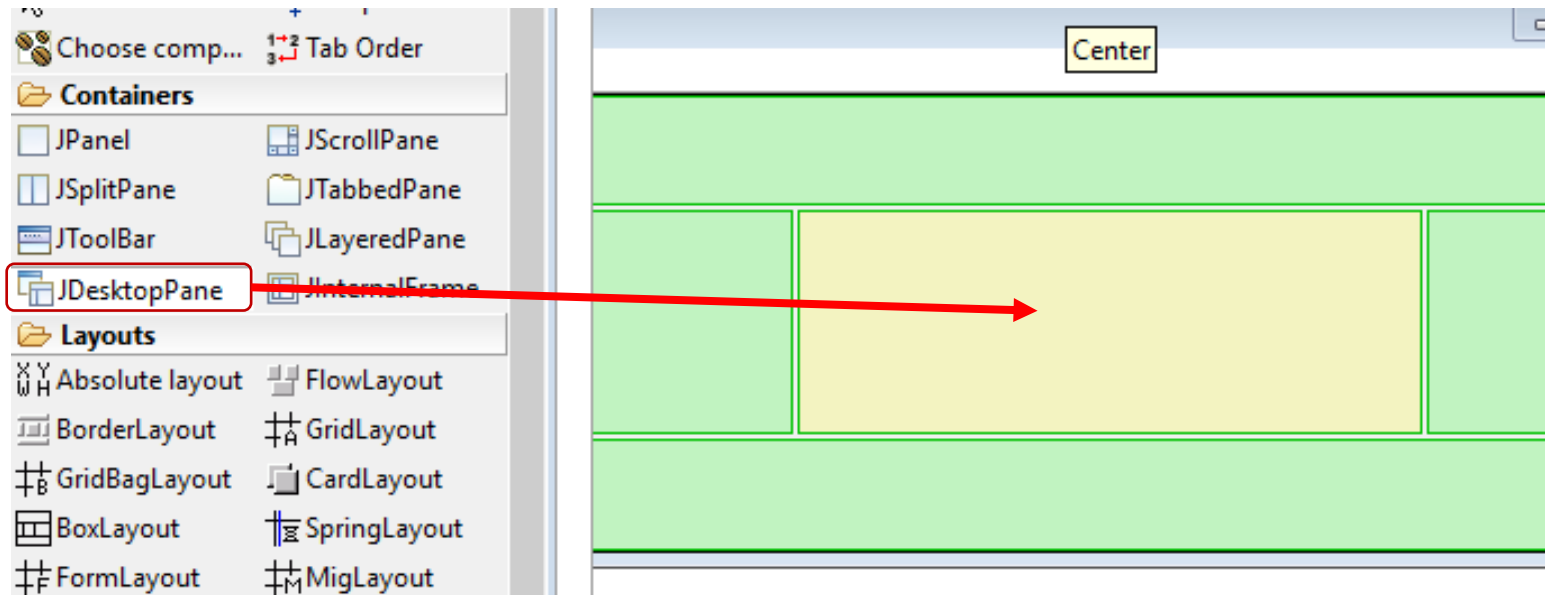 Choose comp... Tab Order
Containers
JPanel JScrollPane
JSplitPane JTabbedPane
JToolBar JLayeredPane
JDesktopPane JInternalFrame
Layouts
Absolute layout FlowLayout
BorderLayout GridLayout
GridBagLayout CardLayout
BoxLayout SpringLayout
FormLayout MigLayout
Center